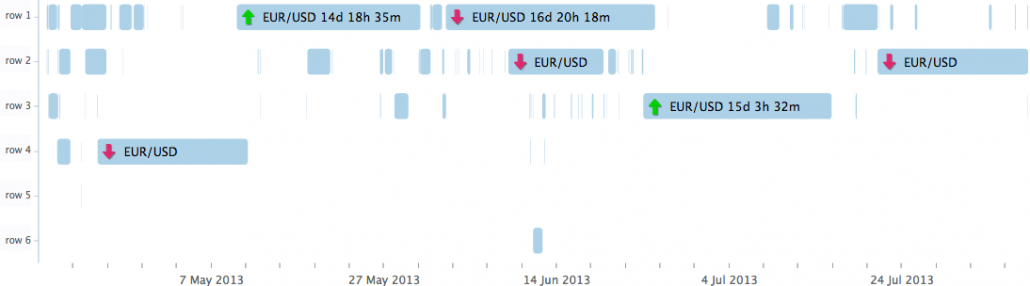 row 1 EUR/USD 14d 18h 35m EUR/USD 16d 20h 18m
row 2 EUR/USD EUR/USD
row 3 EUR/USD 15d 3h 32m
row 4 EUR/USD
row 5
row 6
7 May 2013 27 May 2013 14 Jun 2013 4 Jul 2013 24 Jul 2013